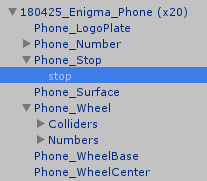 180425_Enigma_Phone (x20)
Phone_LogoPlate
Phone_Number
Phone_Stop
stop
Phone_Surface
Phone_Wheel
Colliders
Numbers
Phone_WheelBase
Phone_WheelCenter